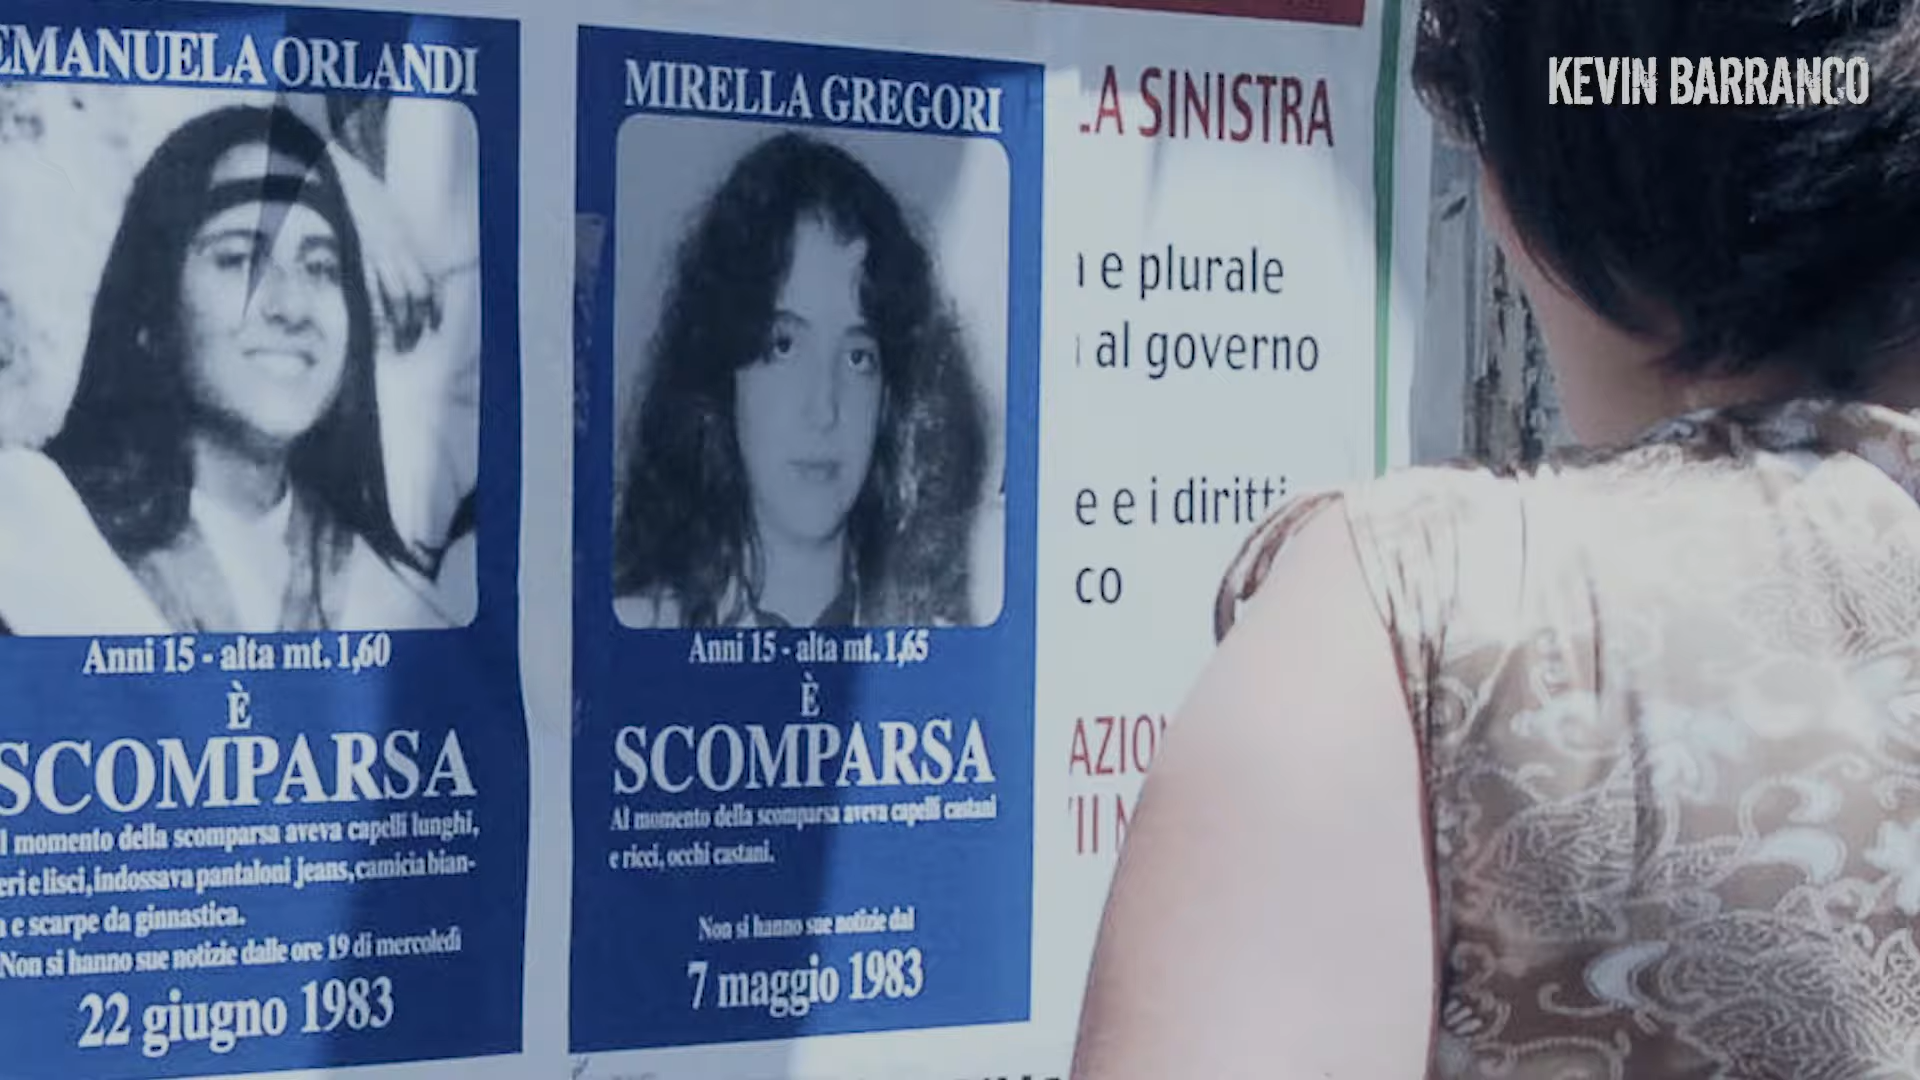 EMANUELA ORLANDI
Anni 15 - alta mt. 1,60
È
SCOMPARSA
l momento della scomparsa aveva capelli lunghi,
eri e lisci, indossava pantaloni jeans, camicia bian-
e scarpe da ginnastica.
Non si hanno sue notizie dalle ore 19 di mercoledì
22 giugno 1983
MIRELLA GREGORI
Anni 15 - alta mt. 1,65
È
SCOMPARSA
Al momento della scomparsa aveva capelli castani
e ricci, occhi castani.
Non si hanno sue notizie dal
7 maggio 1983
LA SINISTRA
e plurale
al governo
e e i diritti
co
AZION
KEVIN BARRANCO